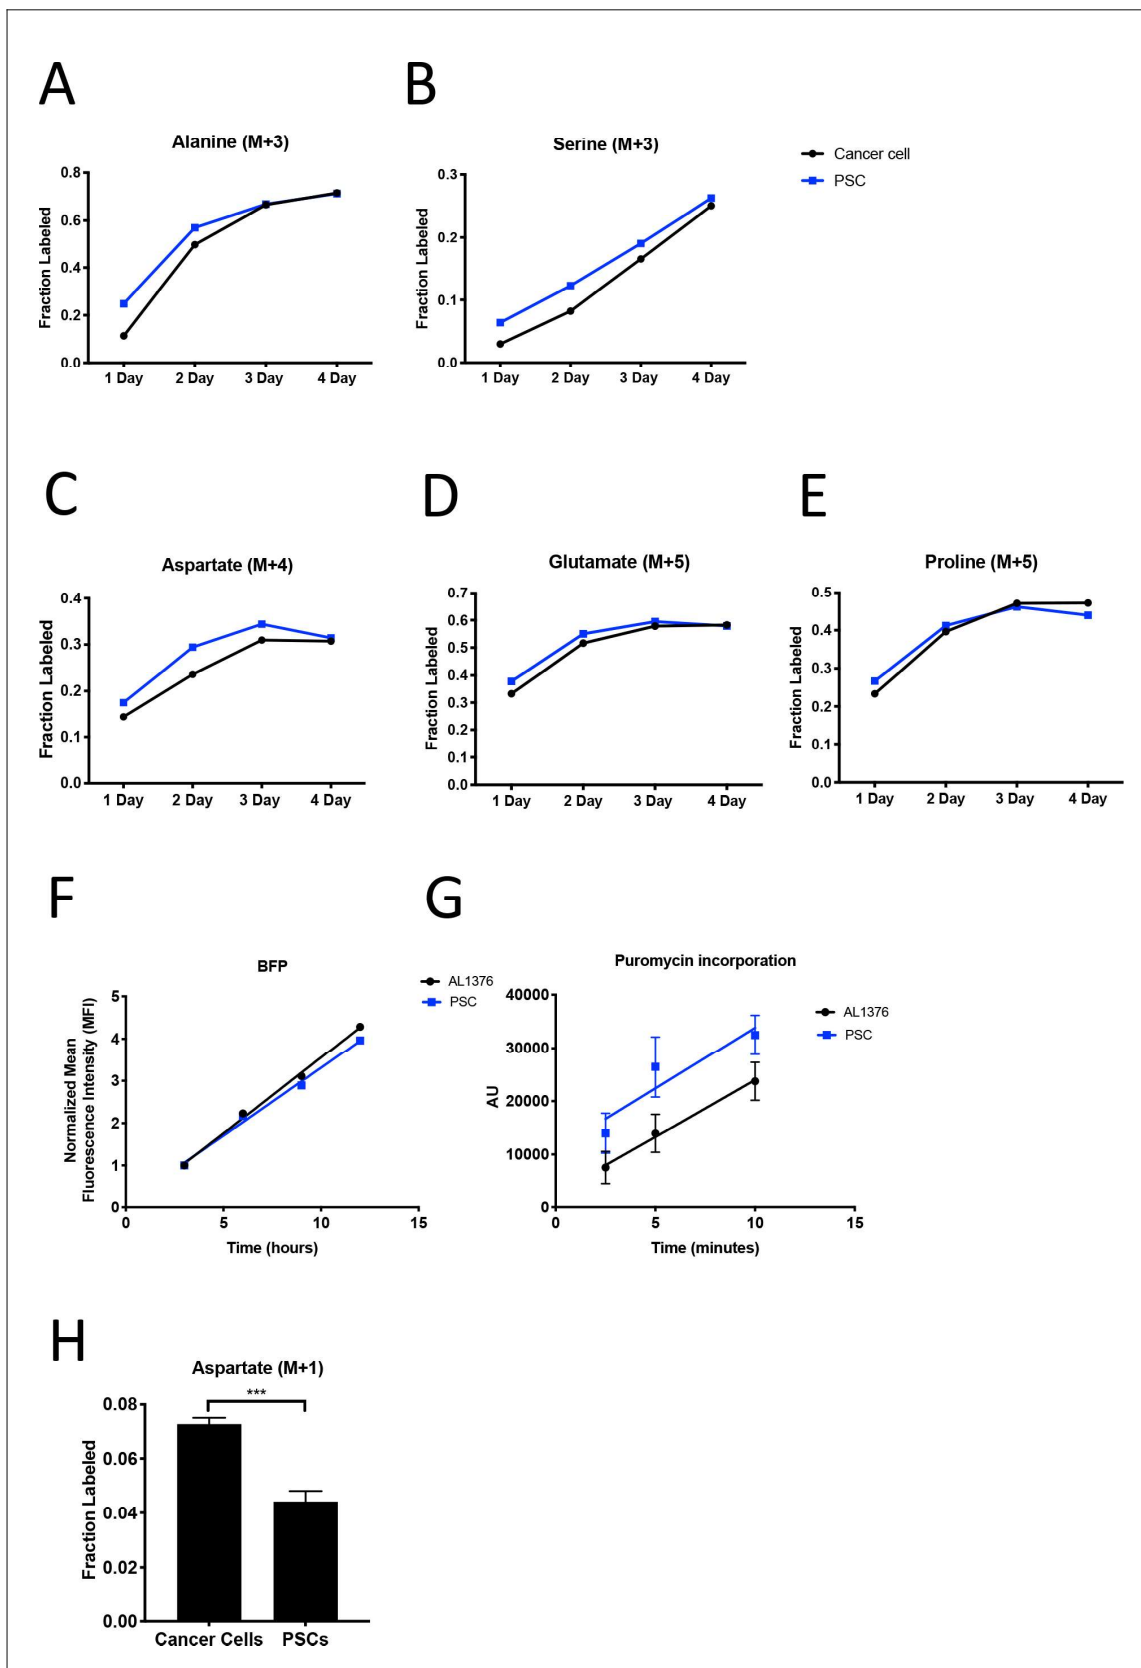 A
B
Alanine (M+3)
Serine (M+3)
Cancer cell
PSC
Fraction Labeled
0.8
0.6
0.4
0.2
0.0
1 Day 2 Day 3 Day 4 Day
Fraction Labeled
0.3
0.2
0.1
0.0
1 Day 2 Day 3 Day 4 Day
C
D
E
Aspartate (M+4)
Glutamate (M+5)
Proline (M+5)
Fraction Labeled
0.4
0.3
0.2
0.1
0.0
1 Day 2 Day 3 Day 4 Day
Fraction Labeled
0.7
0.6
0.5
0.4
0.3
0.2
0.1
0.0
1 Day 2 Day 3 Day 4 Day
Fraction Labeled
0.5
0.4
0.3
0.2
0.1
0.0
1 Day 2 Day 3 Day 4 Day
F
G
BFP
AL1376
PSC
Normalized Mean
Fluorescence Intensity (MFI)
5
4
3
2
1
0
0 5 10 15
Time (hours)
Puromycin incorporation
AL1376
PSC
AU
40000
30000
20000
10000
0
0 5 10 15
Time (minutes)
H
Aspartate (M+1)
***
Fraction Labeled
0.08
0.06
0.04
0.02
0.00
Cancer Cells PSCs